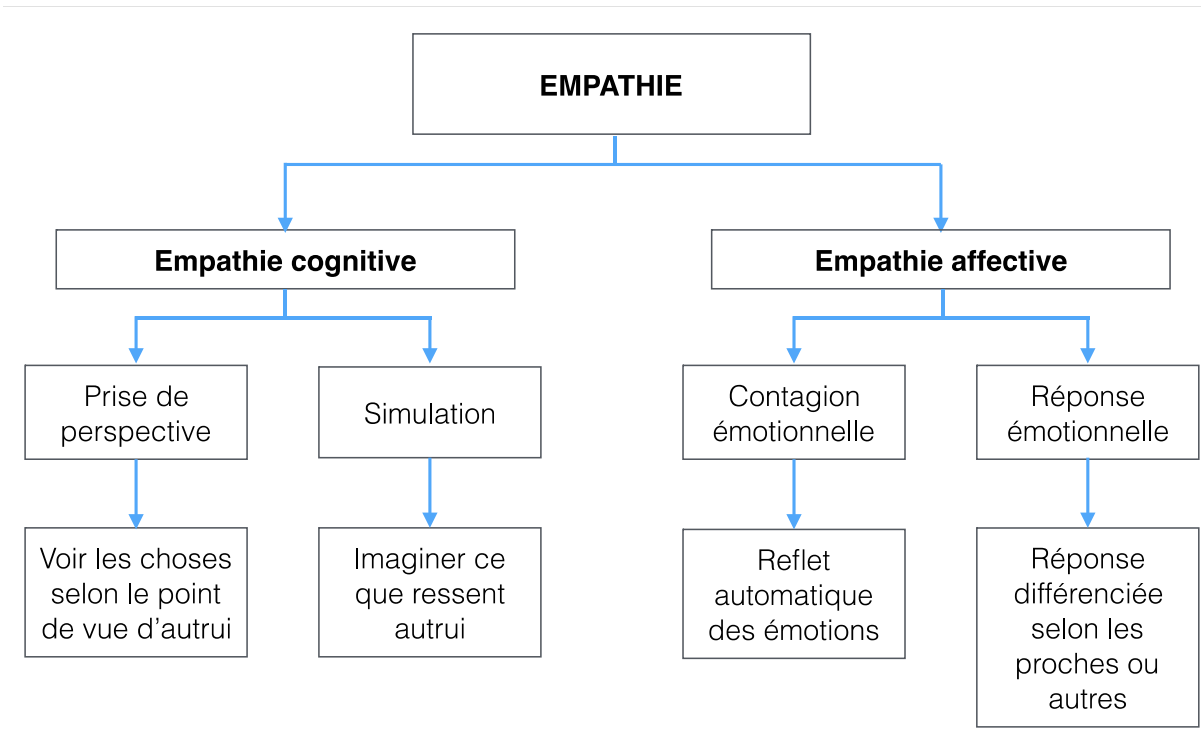 EMPATHIE
Empathie cognitive
Empathie affective
Prise de
perspective
Simulation
Contagion
émotionnelle
Réponse
émotionnelle
Voir les choses
selon le point
de vue d’autrui
Imaginer ce
que ressent
autrui
Reflet
automatique
des émotions
Réponse
différenciée
selon les
proches ou
autres